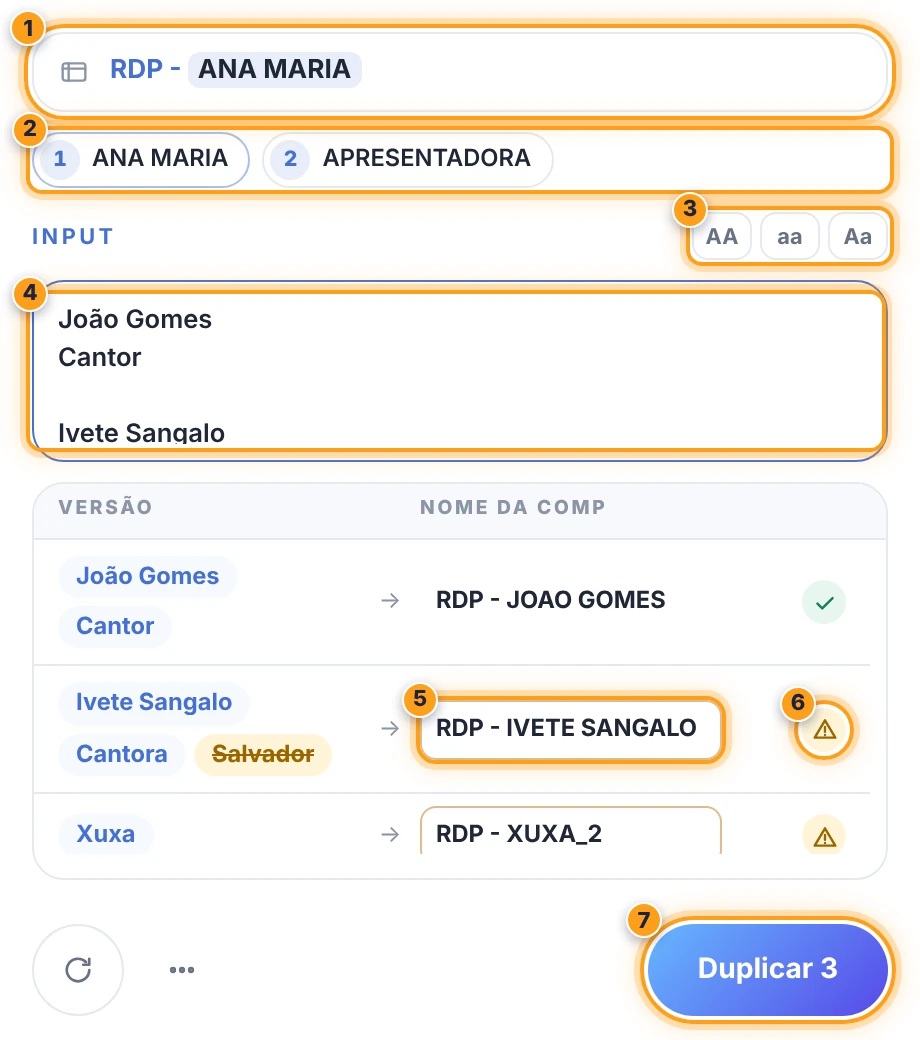 1
RDP - ANA MARIA
2
1 ANA MARIA 2 APRESENTADORA
INPUT
3
AA aa Aa
4
João Gomes
Cantor
Ivete Sangalo
VERSÃO NOME DA COMP
João Gomes
Cantor
→ RDP - JOAO GOMES
Ivete Sangalo
Cantora Salvador
→ 5 RDP - IVETE SANGALO 6
Xuxa → RDP - XUXA_2
7
Duplicar 3